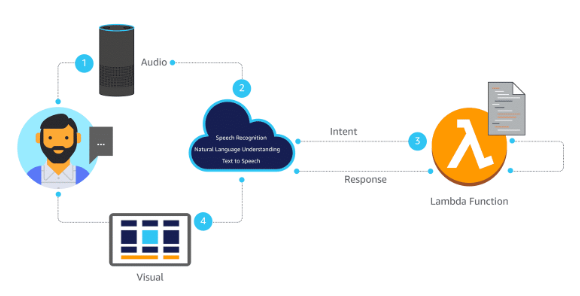 1
Audio
2
Speech Recognition
Natural Language Understanding
Text to Speech
Intent
3
Response
Lambda Function
...
4
Visual